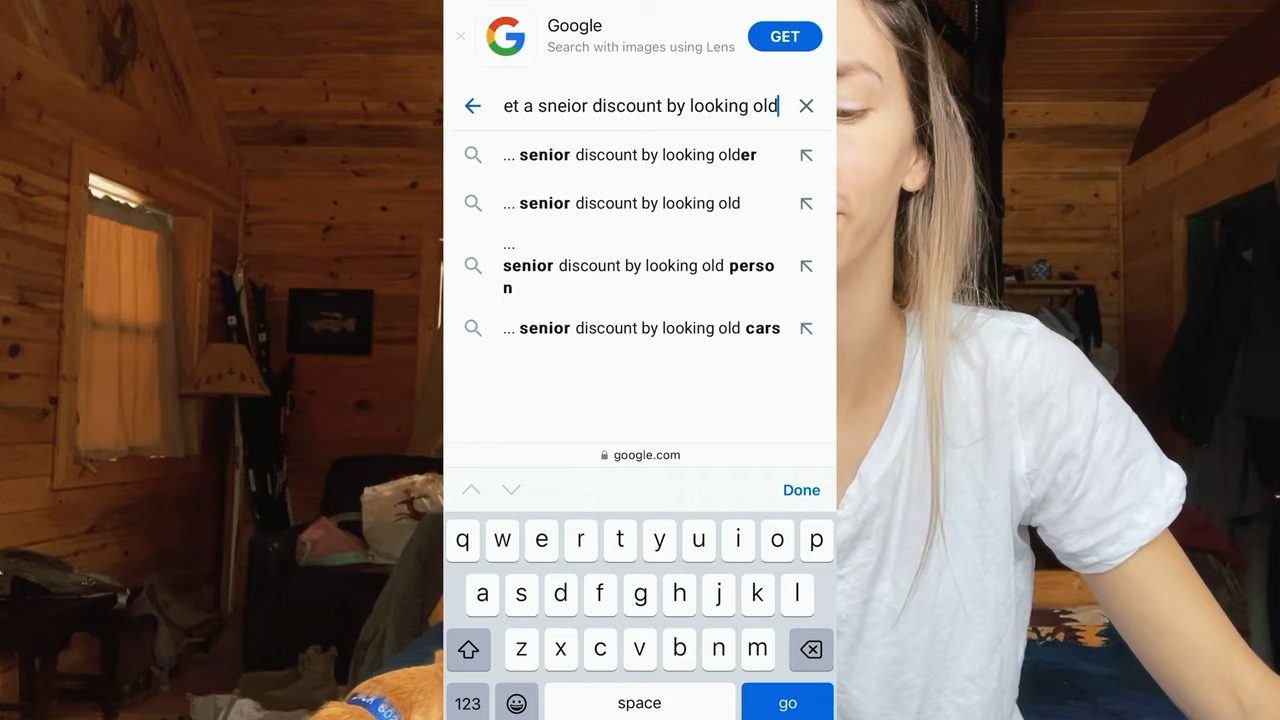 Google
Search with images using Lens
GET
et a sneior discount by looking old
... senior discount by looking older
... senior discount by looking old
...
senior discount by looking old perso
n
... senior discount by looking old cars
google.com
Done
q w e r t y u i o p
a s d f g h j k l
z x c v b n m
123
space
go